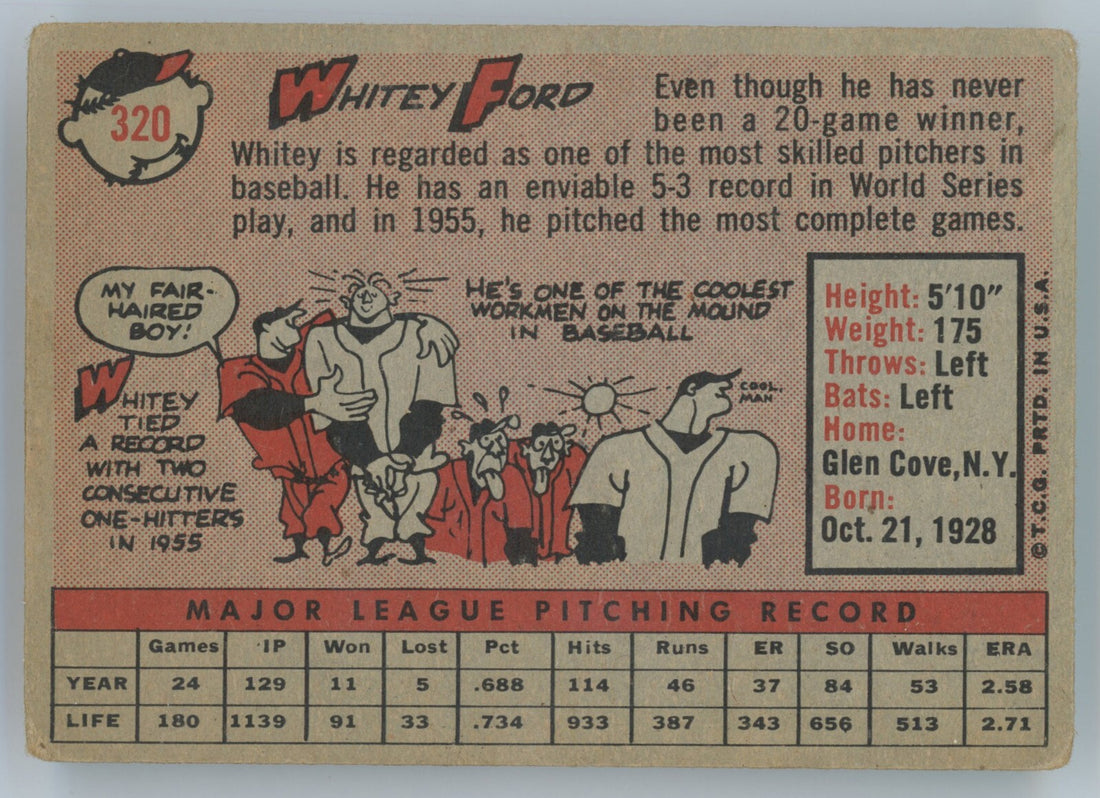 320
WHITEY FORD
Even though he has never
been a 20-game winner,
Whitey is regarded as one of the most skilled pitchers in
baseball. He has an enviable 5-3 record in World Series
play, and in 1955, he pitched the most complete games.
MY FAIR-
HAIRED
BOY!
WHITEY
TIED
A RECORD
WITH TWO
CONSECUTIVE
ONE-HITTERS
IN 1955
HE'S ONE OF THE COOLEST
WORKMEN ON THE MOUND
IN BASEBALL
COOL,
MAN
Height: 5'10"
Weight: 175
Throws: Left
Bats: Left
Home:
Glen Cove, N.Y.
Born:
Oct. 21, 1928
© T.C.G. PRTD. IN U.S.A.
MAJOR LEAGUE PITCHING RECORD
Games IP Won Lost Pct Hits Runs ER SO Walks ERA
YEAR 24 129 11 5 .688 114 46 37 84 53 2.58
LIFE 180 1139 91 33 .734 933 387 343 656 513 2.71